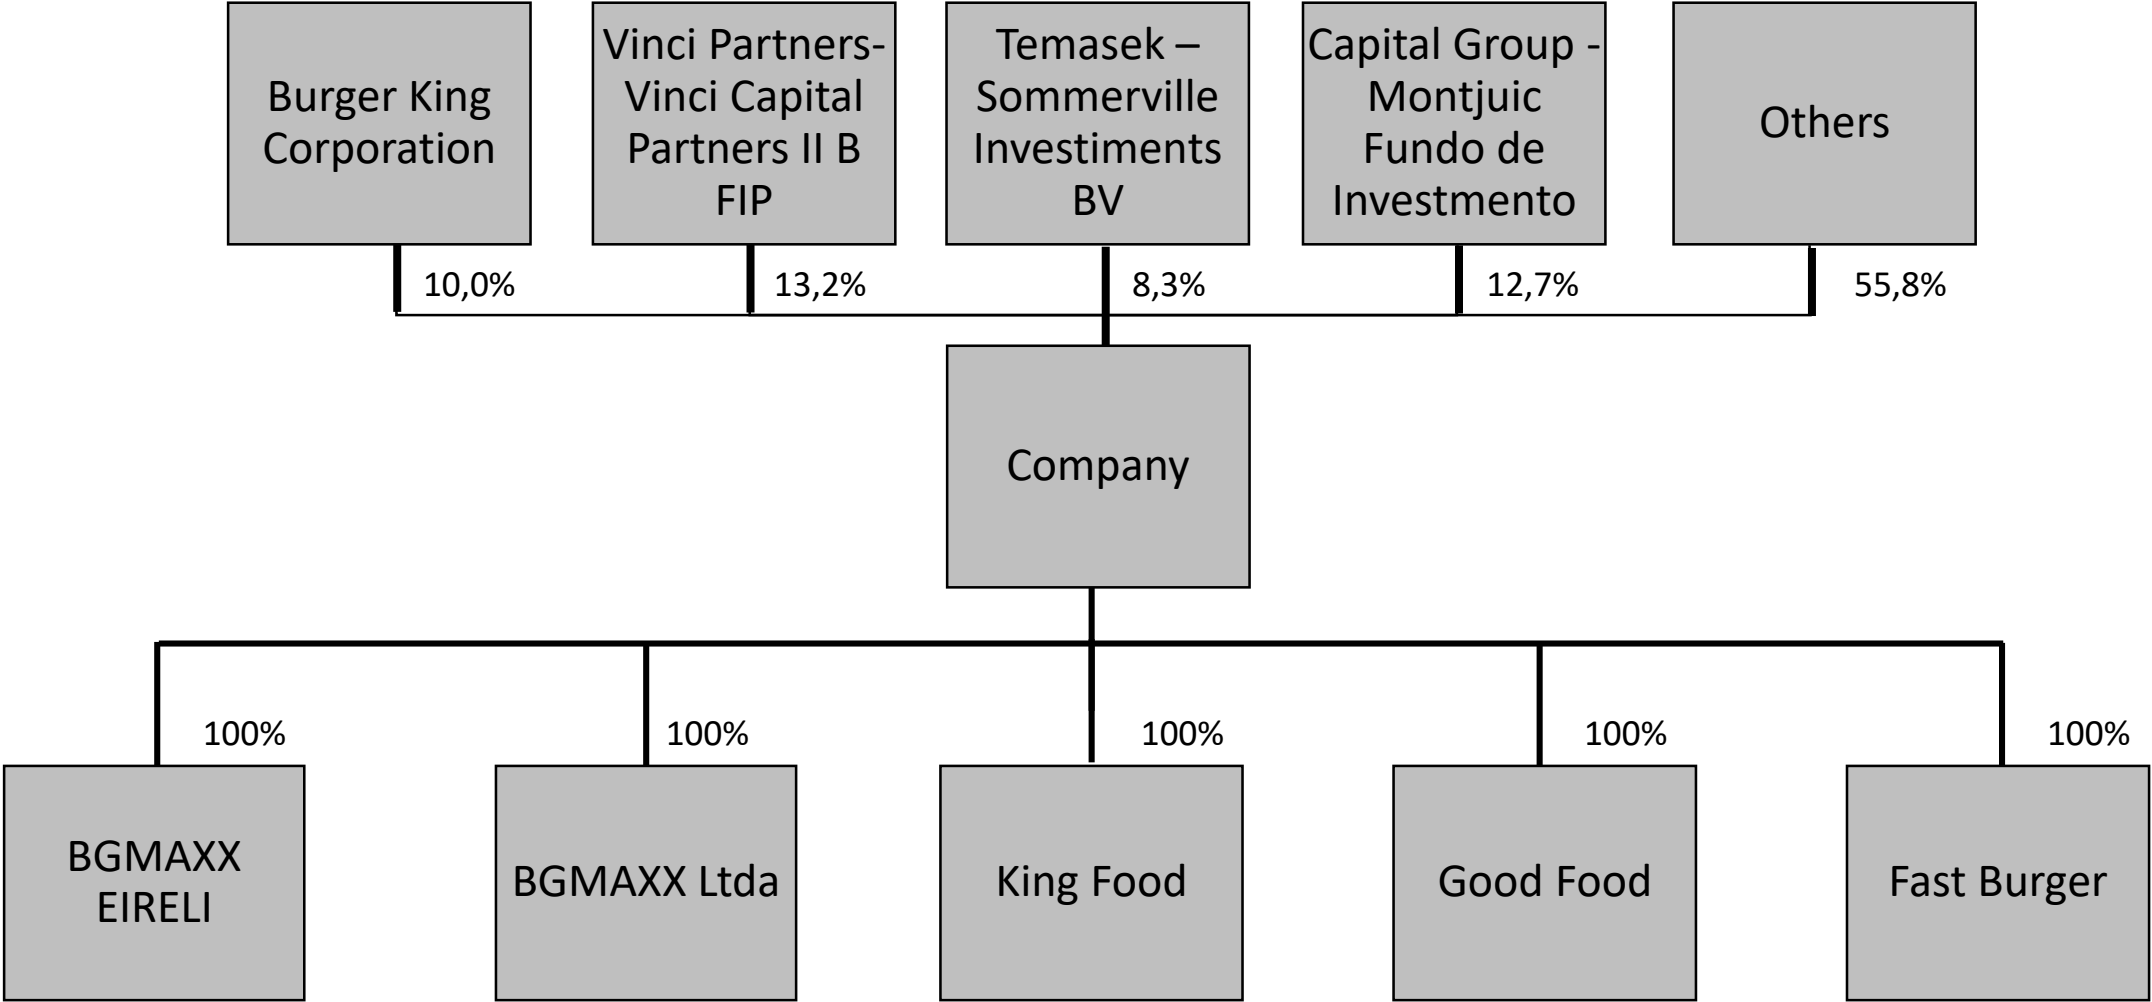 Burger King
Corporation
Vinci Partners-
Vinci Capital
Partners II B
FIP
Temasek –
Sommerville
Investiments
BV
Capital Group -
Montjuic
Fundo de
Investmento
Others
10,0%
13,2%
8,3%
12,7%
55,8%
Company
100%
100%
100%
100%
100%
BGMAXX
EIRELI
BGMAXX Ltda
King Food
Good Food
Fast Burger